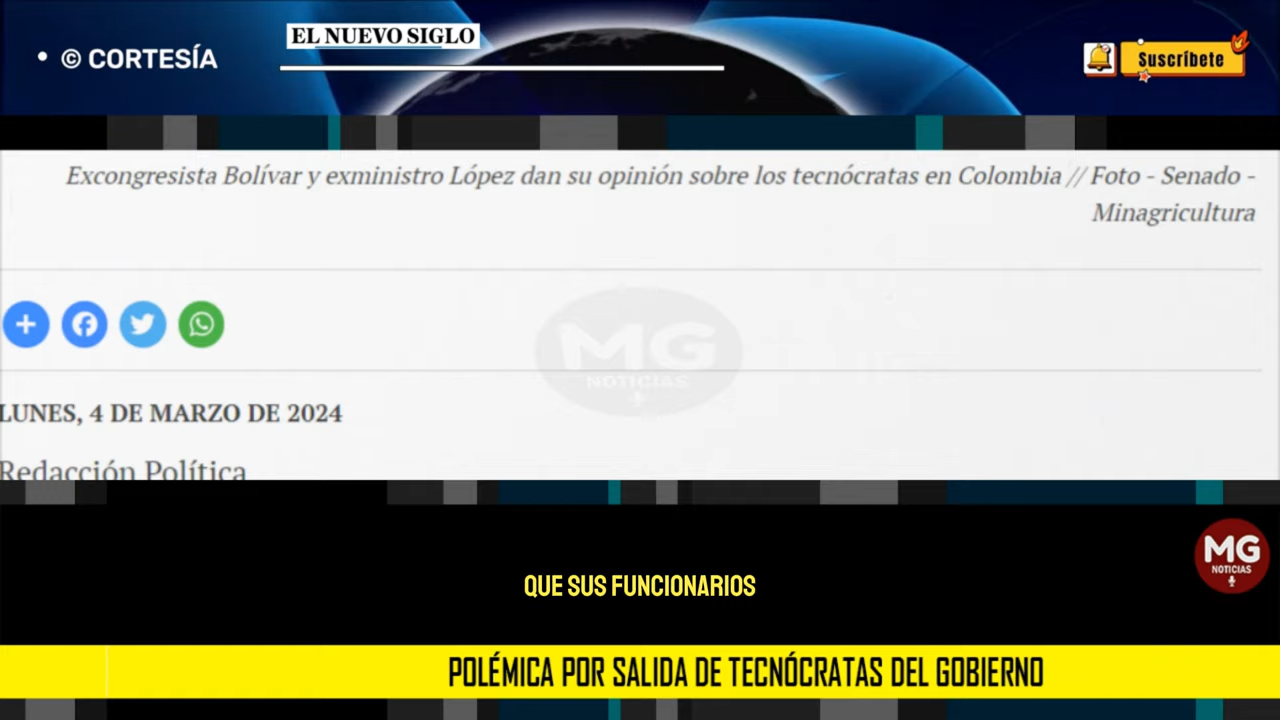 EL NUEVO SIGLO
• © CORTESÍA
Suscríbete
Excongresista Bolívar y exministro López dan su opinión sobre los tecnócratas en Colombia // Foto - Senado -
Minagricultura
MG
NOTICIAS
LUNES, 4 DE MARZO DE 2024
Redacción Política
MG
NOTICIAS
QUE SUS FUNCIONARIOS
POLÉMICA POR SALIDA DE TECNÓCRATAS DEL GOBIERNO